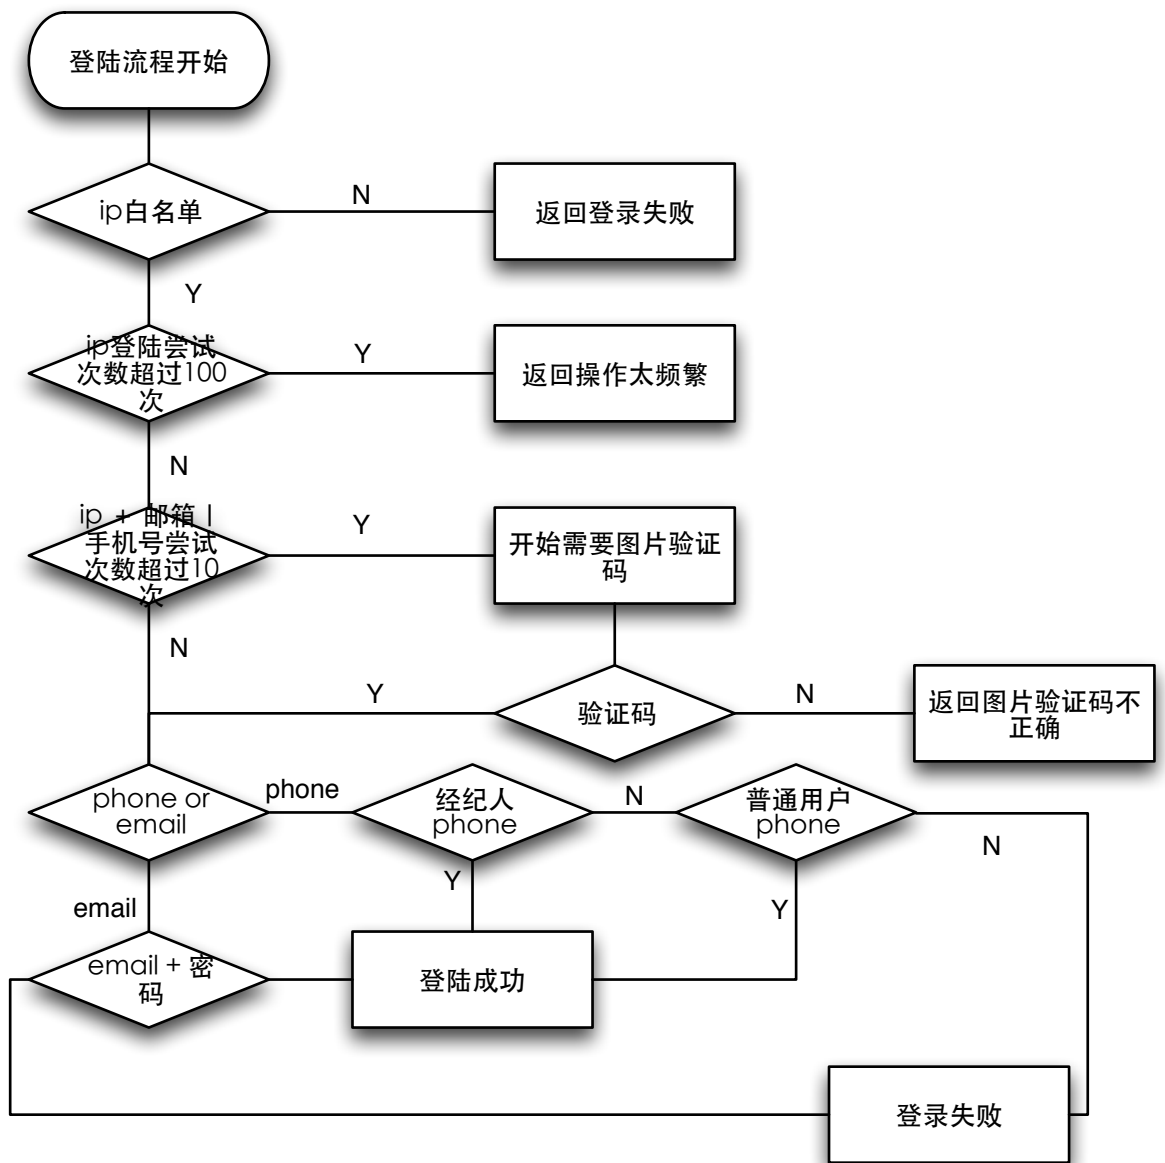 登陆流程开始
ip白名单
N
返回登录失败
Y
ip登陆尝试
次数超过100
次
Y
返回操作太频繁
N
ip + 邮箱 |
手机号尝试
次数超过10
次
Y
开始需要图片验证
码
N
Y
验证码
N
返回图片验证码不
正确
phone or
email
phone
经纪人
phone
N
普通用户
phone
N
Y
Y
email
email + 密
码
登陆成功
登录失败